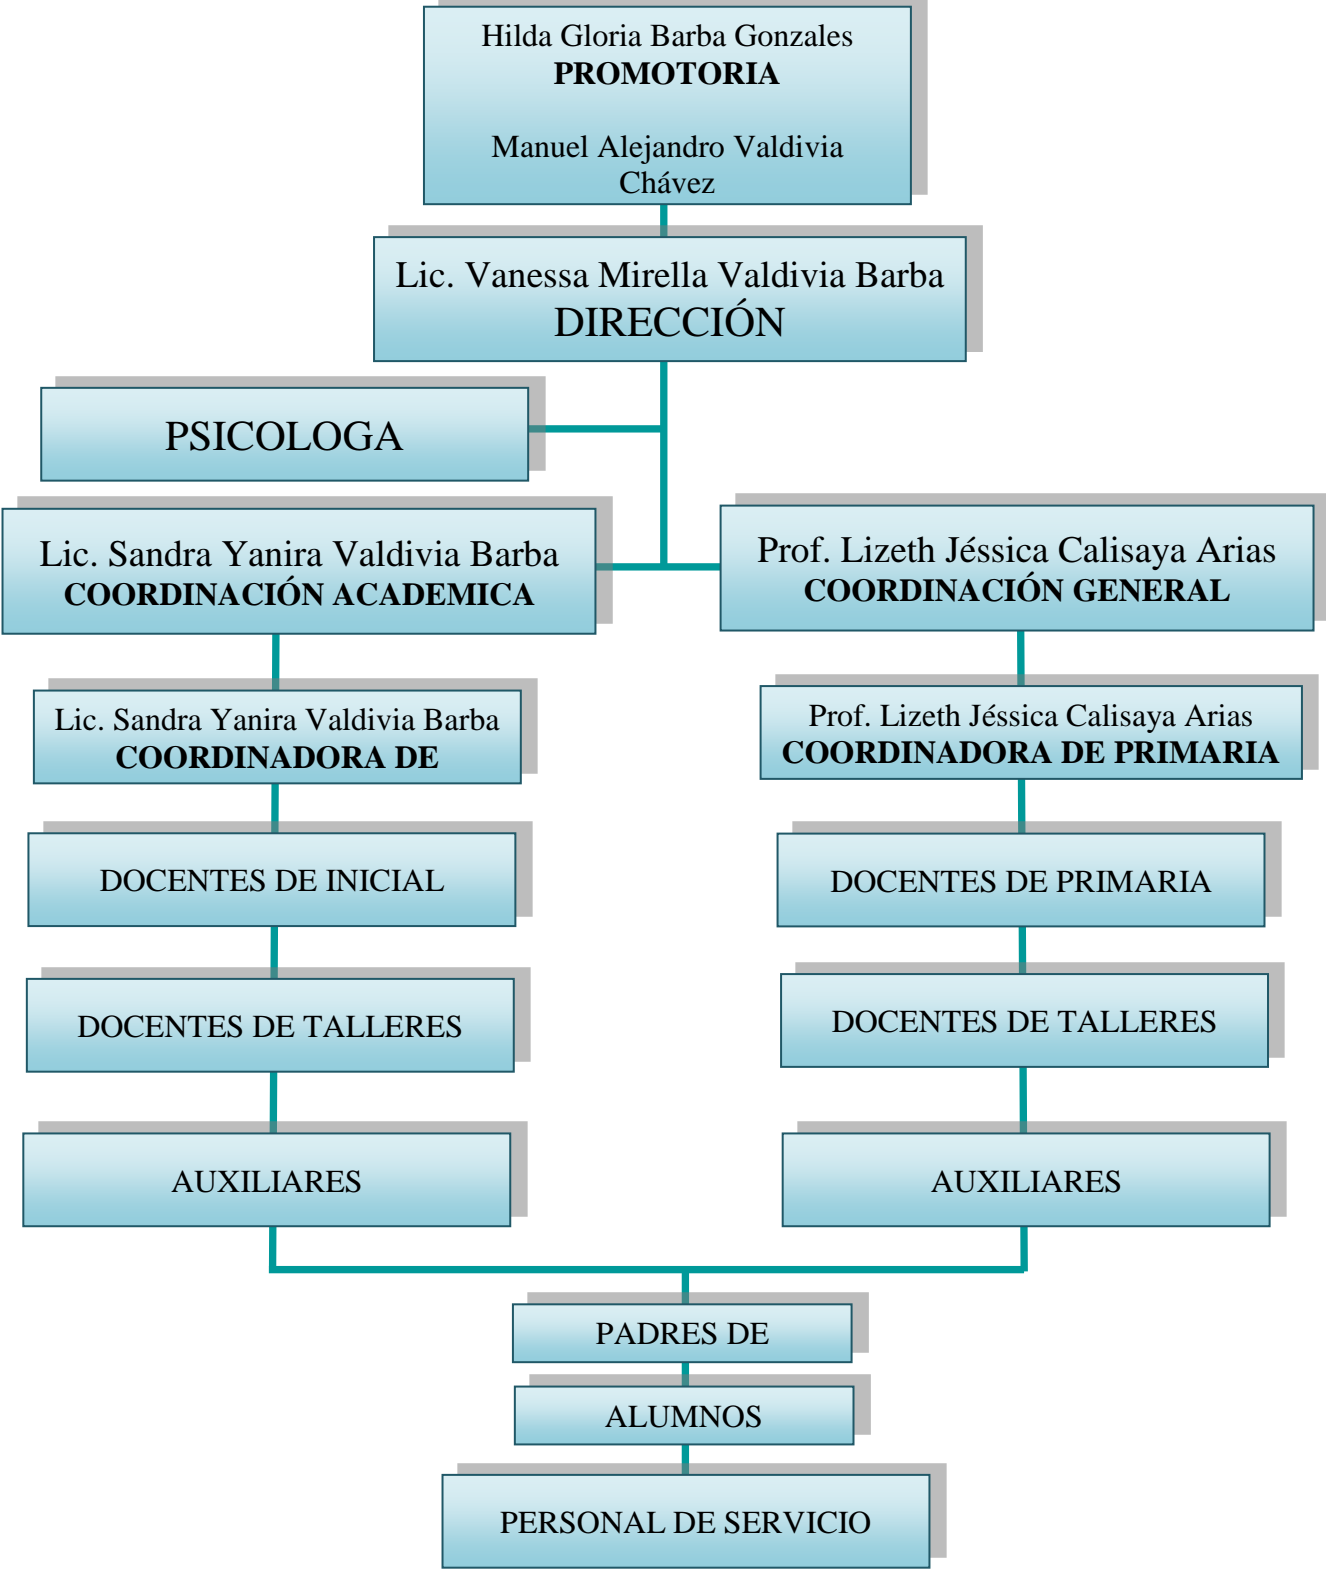 Hilda Gloria Barba Gonzales
PROMOTORIA
Manuel Alejandro Valdivia
Chávez
Lic. Vanessa Mirella Valdivia Barba
DIRECCIÓN
PSICOLOGA
Lic. Sandra Yanira Valdivia Barba
COORDINACIÓN ACADEMICA
Prof. Lizeth Jéssica Calisaya Arias
COORDINACIÓN GENERAL
Lic. Sandra Yanira Valdivia Barba
COORDINADORA DE
Prof. Lizeth Jéssica Calisaya Arias
COORDINADORA DE PRIMARIA
DOCENTES DE INICIAL
DOCENTES DE PRIMARIA
DOCENTES DE TALLERES
DOCENTES DE TALLERES
AUXILIARES
AUXILIARES
PADRES DE
ALUMNOS
PERSONAL DE SERVICIO